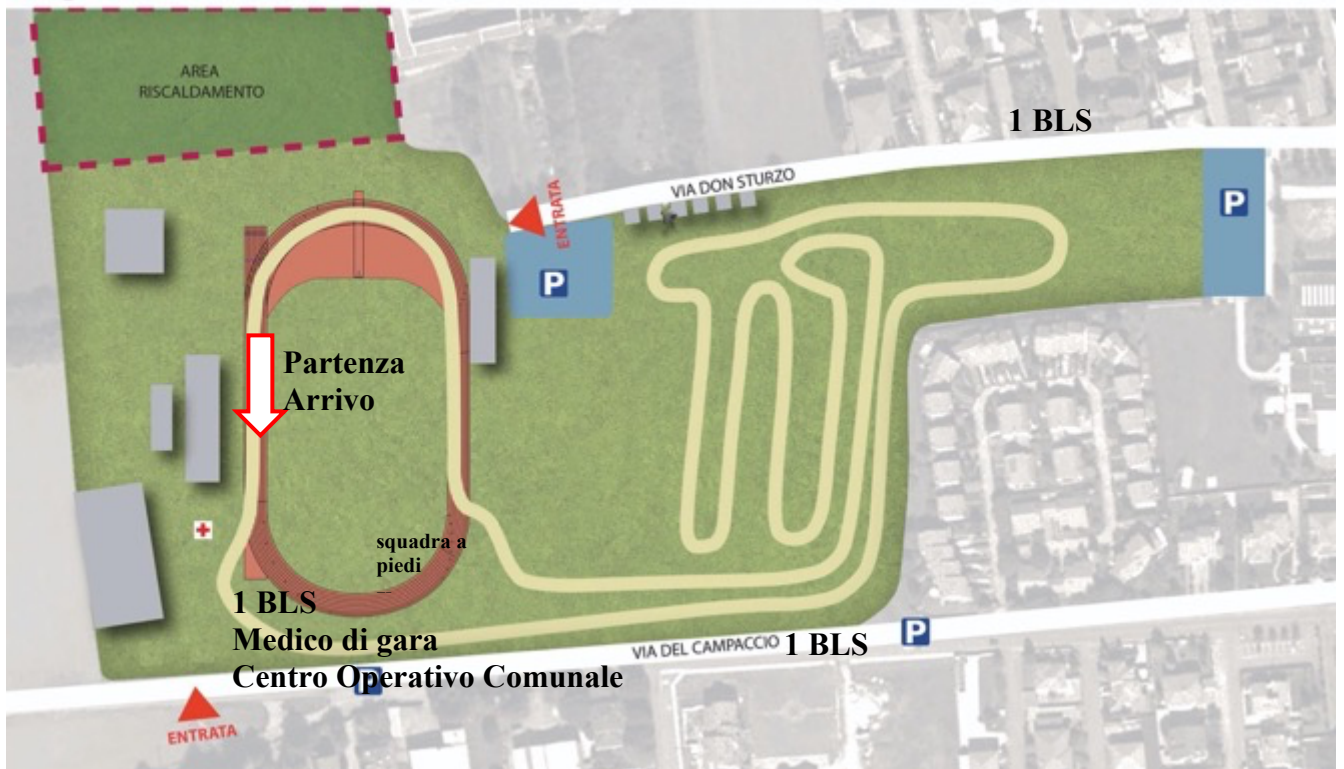 AREA
RISCALDAMENTO
1 BLS
VIA DON STURZO
ENTRATA
P
P
Partenza
Arrivo
squadra a
piedi
1 BLS
Medico di gara
Centro Operativo Comunale
VIA DEL CAMPACCIO
1 BLS
P
P
ENTRATA